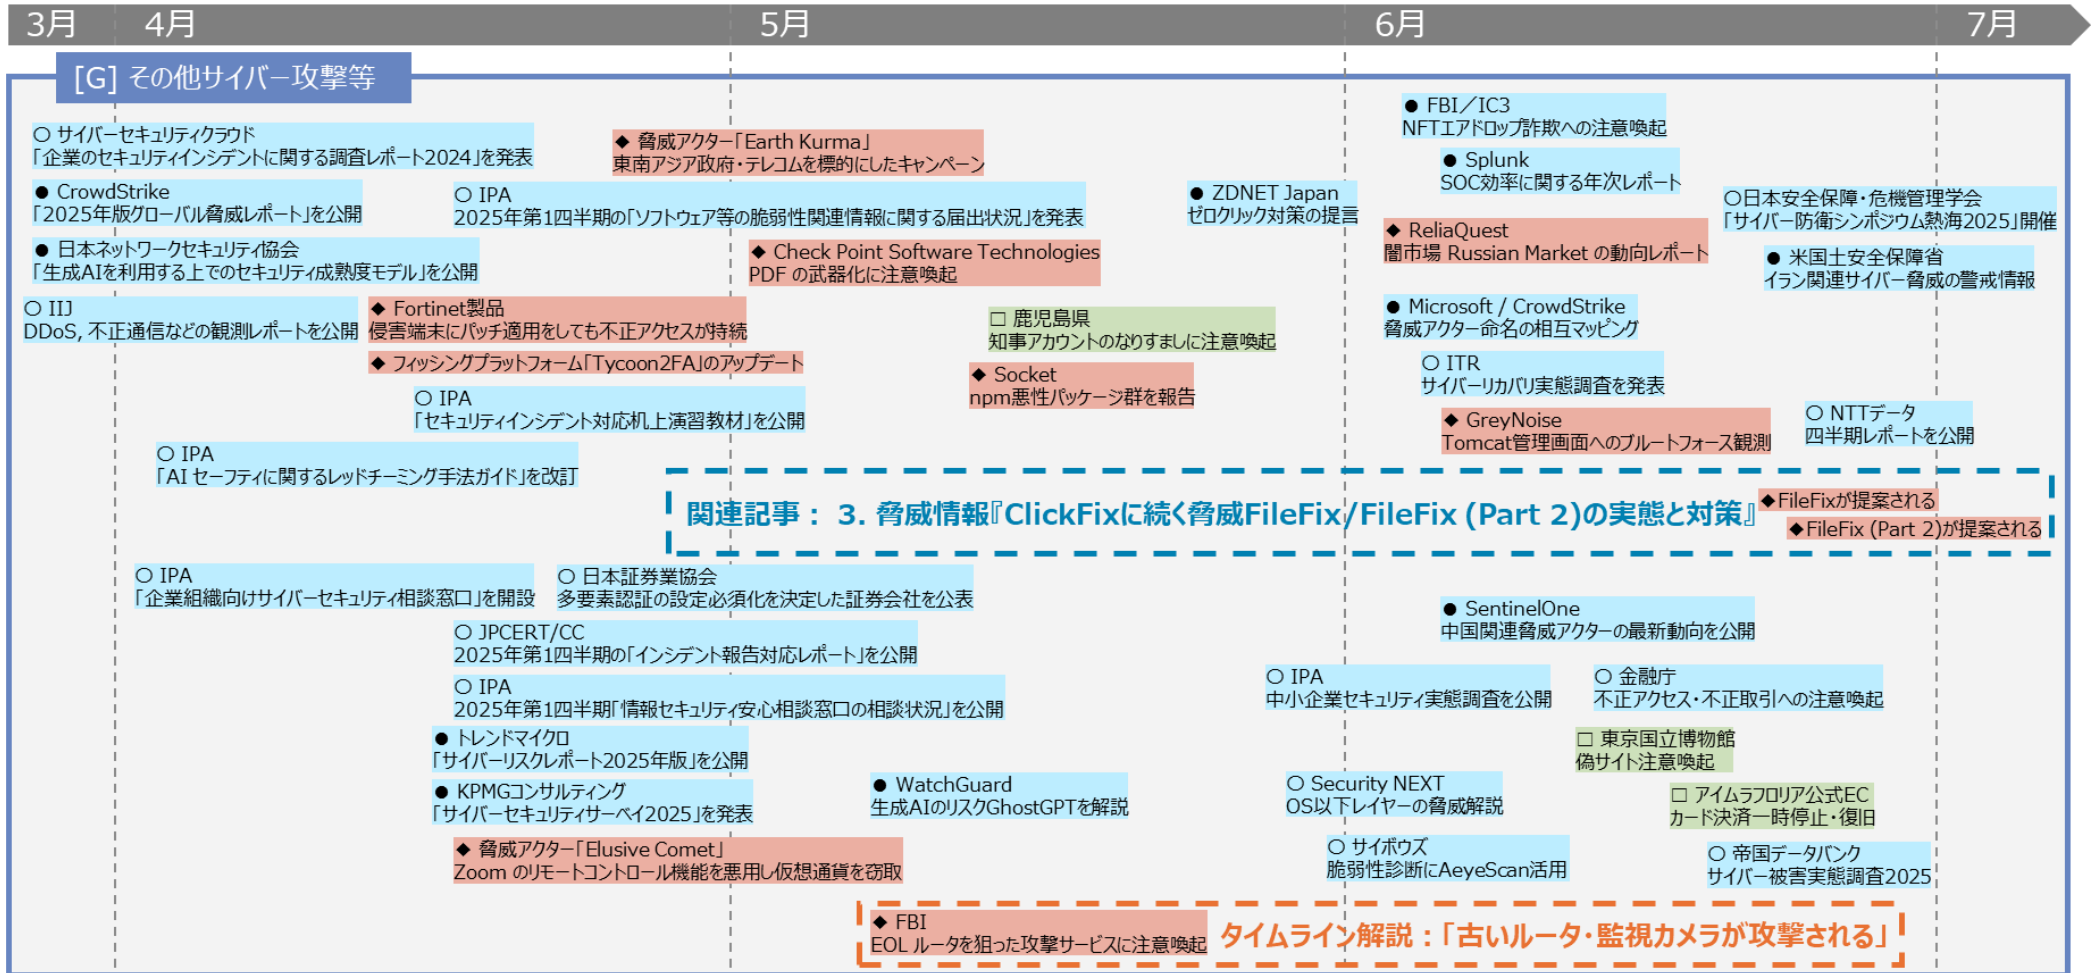 3月
4月
5月
6月
7月
[G] その他サイバー攻撃等
○ サイバーセキュリティクラウド
「企業のセキュリティインシデントに関する調査レポート2024」を発表
● CrowdStrike
「2025年版グローバル脅威レポート」を公開
● 日本ネットワークセキュリティ協会
「生成AIを利用する上でのセキュリティ成熟度モデル」を公開
○ IIJ
DDoS, 不正通信などの観測レポートを公開
◆ 脅威アクター「Earth Kurma」
東南アジア政府・テレコムを標的にしたキャンペーン
○ IPA
2025年第1四半期の「ソフトウェア等の脆弱性関連情報に関する届出状況」を発表
◆ Check Point Software Technologies
PDF の武器化に注意喚起
◆ Fortinet製品
侵害端末にパッチ適用をしても不正アクセスが持続
◆ フィッシングプラットフォーム「Tycoon2FA」のアップデート
○ IPA
「セキュリティインシデント対応机上演習教材」を公開
○ IPA
「AI セーフティに関するレッドチーミング手法ガイド」を改訂
□ 鹿児島県
知事アカウントのなりすましに注意喚起
◆ Socket
npm悪性パッケージ群を報告
● ZDNET Japan
ゼロクリック対策の提言
● FBI／IC3
NFTエアドロップ詐欺への注意喚起
● Splunk
SOC効率に関する年次レポート
◆ ReliaQuest
闇市場 Russian Market の動向レポート
● Microsoft / CrowdStrike
脅威アクター命名の相互マッピング
○ ITR
サイバーリカバリ実態調査を発表
◆ GreyNoise
Tomcat管理画面へのブルートフォース観測
○日本安全保障・危機管理学会
「サイバー防衛シンポジウム熱海2025」開催
● 米国土安全保障省
イラン関連サイバー脅威の警戒情報
○ NTTデータ
四半期レポートを公開
関連記事： 3. 脅威情報『ClickFixに続く脅威FileFix/FileFix (Part 2)の実態と対策』
◆FileFixが提案される
◆FileFix (Part 2)が提案される
○ IPA
「企業組織向けサイバーセキュリティ相談窓口」を開設
○ 日本証券業協会
多要素認証の設定必須化を決定した証券会社を公表
○ JPCERT/CC
2025年第1四半期の「インシデント報告対応レポート」を公開
○ IPA
2025年第1四半期「情報セキュリティ安心相談窓口の相談状況」を公開
● トレンドマイクロ
「サイバーリスクレポート2025年版」を公開
● KPMGコンサルティング
「サイバーセキュリティサーベイ2025」を発表
◆ 脅威アクター「Elusive Comet」
Zoom のリモートコントロール機能を悪用し仮想通貨を窃取
● WatchGuard
生成AIのリスクGhostGPTを解説
● SentinelOne
中国関連脅威アクターの最新動向を公開
○ IPA
中小企業セキュリティ実態調査を公開
○ 金融庁
不正アクセス・不正取引への注意喚起
□ 東京国立博物館
偽サイト注意喚起
○ Security NEXT
OS以下レイヤーの脅威解説
□ アイムラフロリア公式EC
カード決済一時停止・復旧
○ サイボウズ
脆弱性診断にAeyeScan活用
○ 帝国データバンク
サイバー被害実態調査2025
◆ FBI
EOL ルータを狙った攻撃サービスに注意喚起
タイムライン解説：「古いルータ・監視カメラが攻撃される」